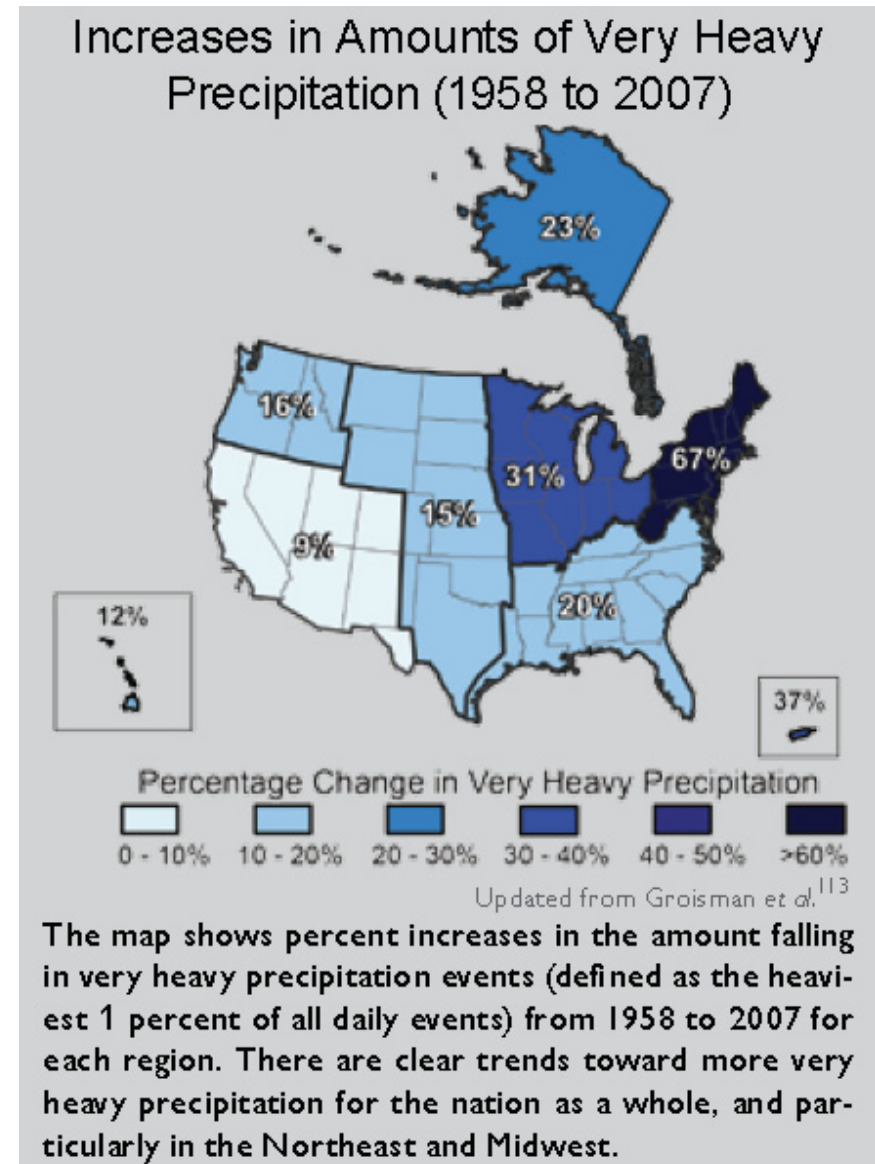 Increases in Amounts of Very Heavy
Precipitation (1958 to 2007)
23%
16%
67%
31%
15%
9%
20%
12%
37%
Percentage Change in Very Heavy Precipitation
0 - 10% 10 - 20% 20 - 30% 30 - 40% 40 - 50% >60%
Updated from Groisman et al.113
The map shows percent increases in the amount falling
in very heavy precipitation events (defined as the heavi-
est 1 percent of all daily events) from 1958 to 2007 for
each region. There are clear trends toward more very
heavy precipitation for the nation as a whole, and par-
ticularly in the Northeast and Midwest.